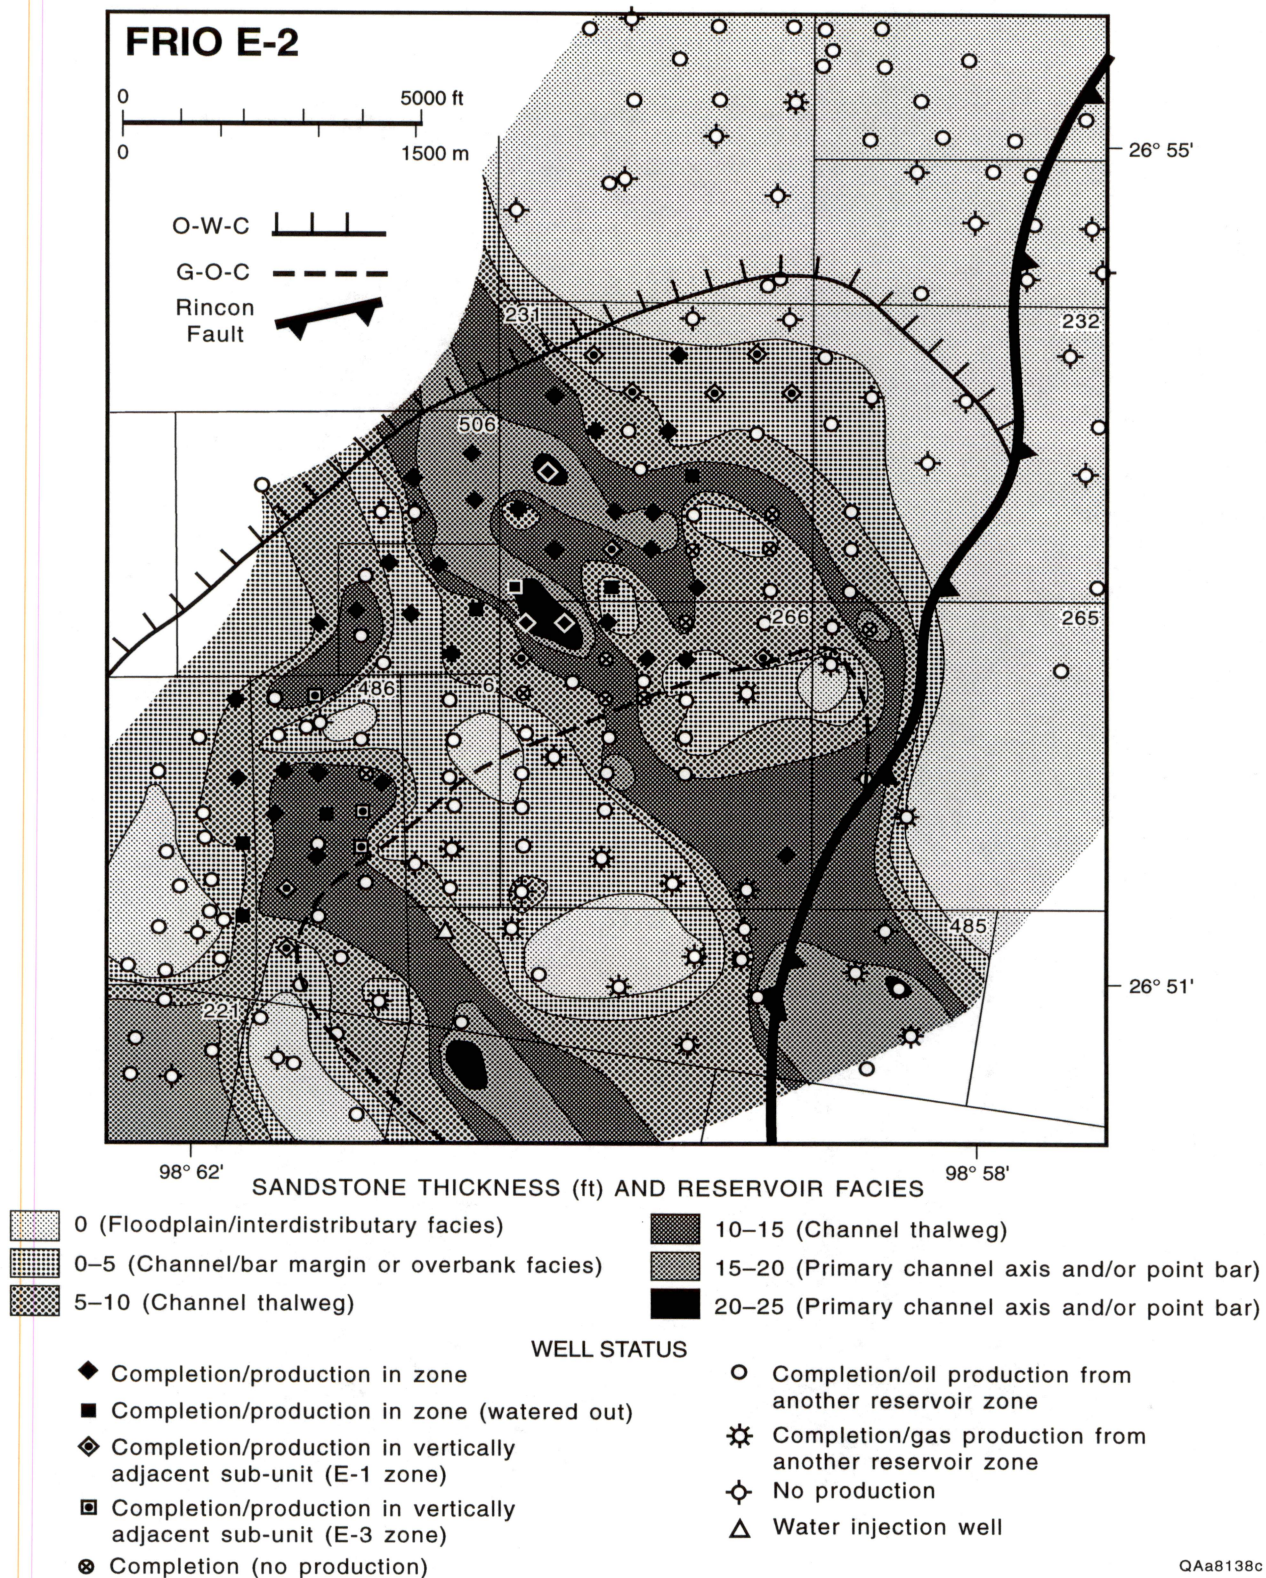 FRIO E-2
0 5000 ft
0 1500 m
O-W-C
G-O-C
Rincon
Fault
26° 55'
231
232
506
266
265
486
6
485
221
26° 51'
98° 62'
98° 58'
SANDSTONE THICKNESS (ft) AND RESERVOIR FACIES
0 (Floodplain/interdistributary facies)
0–5 (Channel/bar margin or overbank facies)
5–10 (Channel thalweg)
10–15 (Channel thalweg)
15–20 (Primary channel axis and/or point bar)
20–25 (Primary channel axis and/or point bar)
WELL STATUS
Completion/production in zone
Completion/production in zone (watered out)
Completion/production in vertically
adjacent sub-unit (E-1 zone)
Completion/production in vertically
adjacent sub-unit (E-3 zone)
Completion (no production)
Completion/oil production from
another reservoir zone
Completion/gas production from
another reservoir zone
No production
Water injection well
QAa8138c